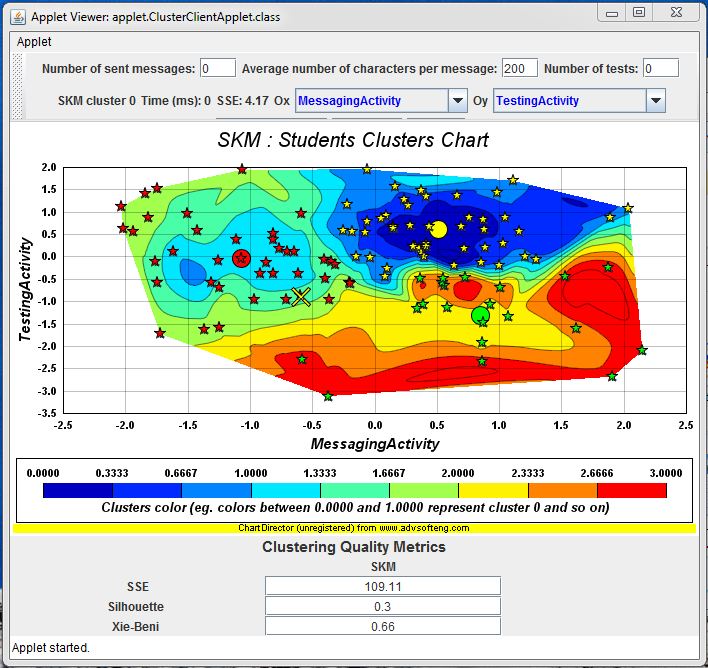 Applet Viewer: applet.ClusterClientApplet.class
Applet
Number of sent messages: 0 Average number of characters per message: 200 Number of tests: 0
SKM cluster 0 Time (ms): 0 SSE: 4.17 Ox MessagingActivity Oy TestingActivity
SKM : Students Clusters Chart
2.0
1.5
1.0
0.5
0.0
-0.5
-1.0
-1.5
-2.0
-2.5
-3.0
-3.5
TestingActivity
-2.5 -2.0 -1.5 -1.0 -0.5 0.0 0.5 1.0 1.5 2.0 2.5
MessagingActivity
0.0000 0.3333 0.6667 1.0000 1.3333 1.6667 2.0000 2.3333 2.6666 3.0000
Clusters color (eg. colors between 0.0000 and 1.0000 represent cluster 0 and so on)
ChartDirector (unregistered) from www.advsofteng.com
Clustering Quality Metrics
SKM
SSE 109.11
Silhouette 0.3
Xie-Beni 0.66
Applet started.